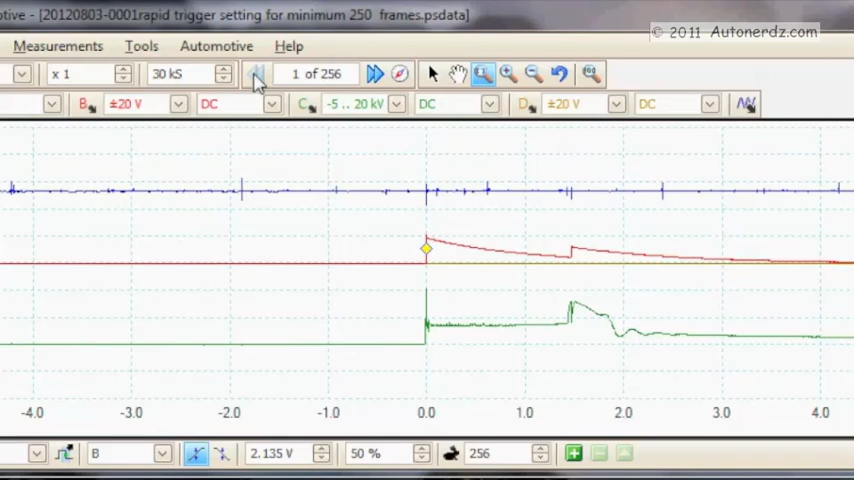 otive - [20120803-0001rapid trigger setting for minimum 250 frames.psdata]
© 2011 Autonerdz.com
Measurements Tools Automotive Help
x 1 30 kS 1 of 256
B ±20 V DC C -5 .. 20 kV DC D ±20 V DC
-4.0 -3.0 -2.0 -1.0 0.0 1.0 2.0 3.0 4.0
B 2.135 V 50 % 256